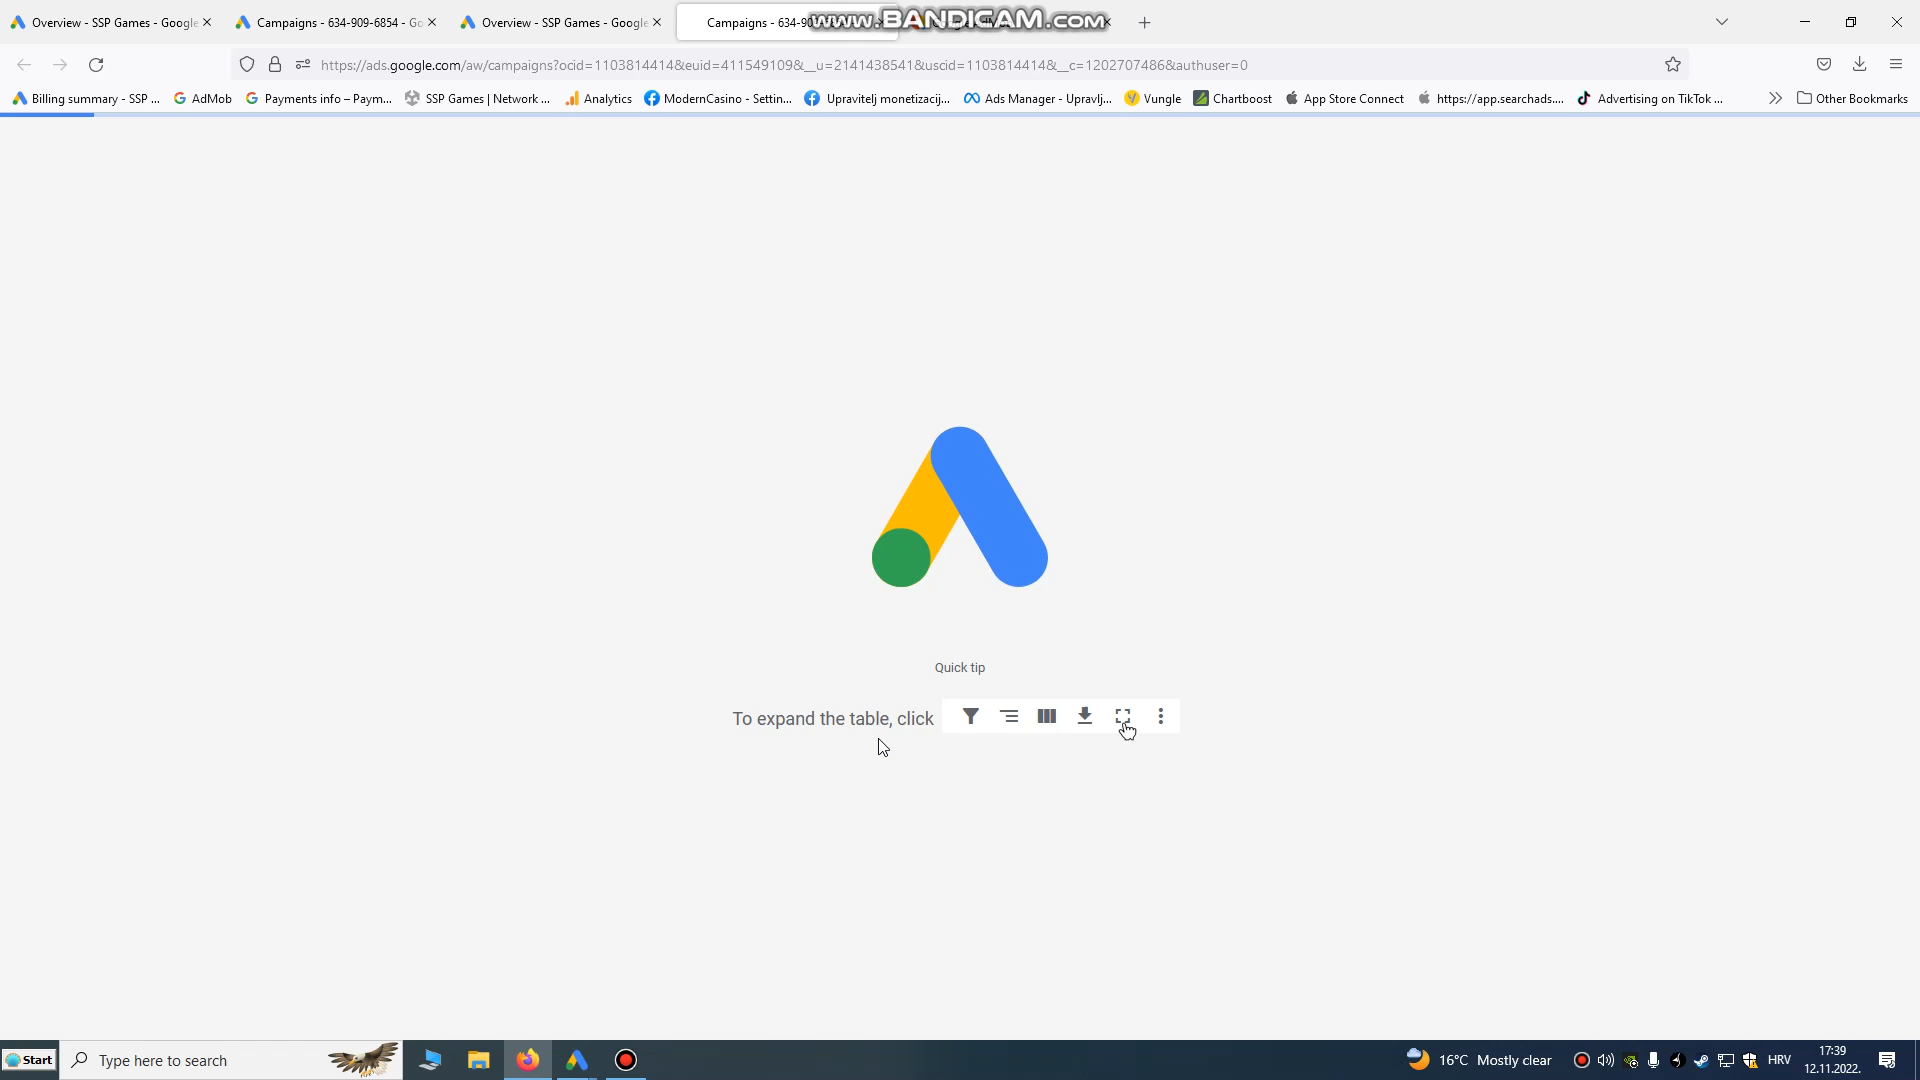 Overview - SSP Games - Google
Campaigns - 634-909-6854 - Go
Overview - SSP Games - Google
Campaigns - 634-90
www.BANDICAM.com
https://ads.google.com/aw/campaigns?ocid=1103814414&euid=411549109&__u=2141438541&uscid=1103814414&__c=1202707486&authuser=0
Billing summary - SSP ...
AdMob
Payments info – Paym...
SSP Games | Network ...
Analytics
ModernCasino - Settin...
Upravitelj monetizacij...
Ads Manager - Upravlj...
Vungle
Chartboost
App Store Connect
https://app.searchads....
Advertising on TikTok ...
Other Bookmarks
Quick tip
To expand the table, click
Start
Type here to search
16°C Mostly clear
HRV
17:39
12.11.2022.